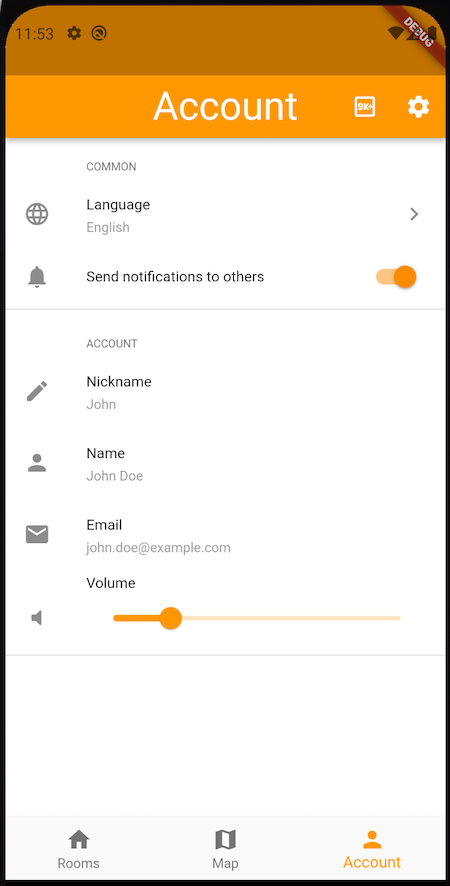 11:53
DEBUG
Account
9K+
COMMON
Language
English
Send notifications to others
ACCOUNT
Nickname
John
Name
John Doe
Email
john.doe@example.com
Volume
Rooms
Map
Account